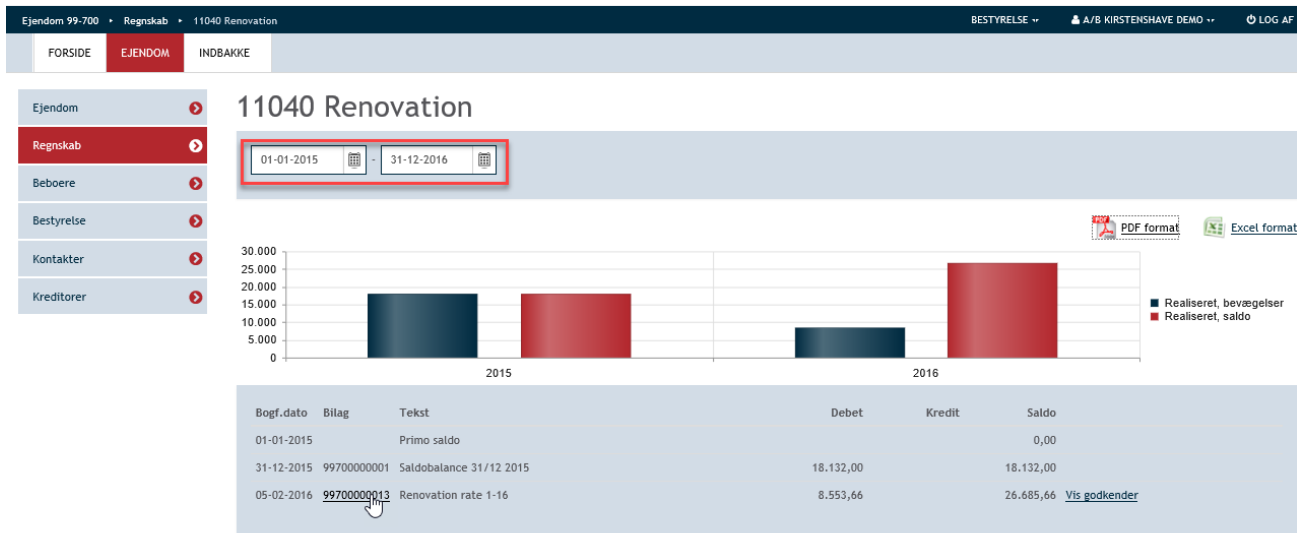 Ejendom 99-700 ‣ Regnskab ‣ 11040 Renovation BESTYRELSE A/B KIRSTENSHAVE DEMO LOG AF
FORSIDE EJENDOM INDBAKKE
Ejendom
Regnskab
Beboere
Bestyrelse
Kontakter
Kreditorer
11040 Renovation
01-01-2015 - 31-12-2016
PDF PDF format Excel format
30.000
25.000
20.000
15.000
10.000
5.000
0
2015 2016
Realiseret, bevægelser
Realiseret, saldo
Bogf.dato Bilag Tekst Debet Kredit Saldo
01-01-2015 Primo saldo 0,00
31-12-2015 99700000001 Saldobalance 31/12 2015 18.132,00 18.132,00
05-02-2016 99700000013 Renovation rate 1-16 8.553,66 26.685,66 Vis godkender